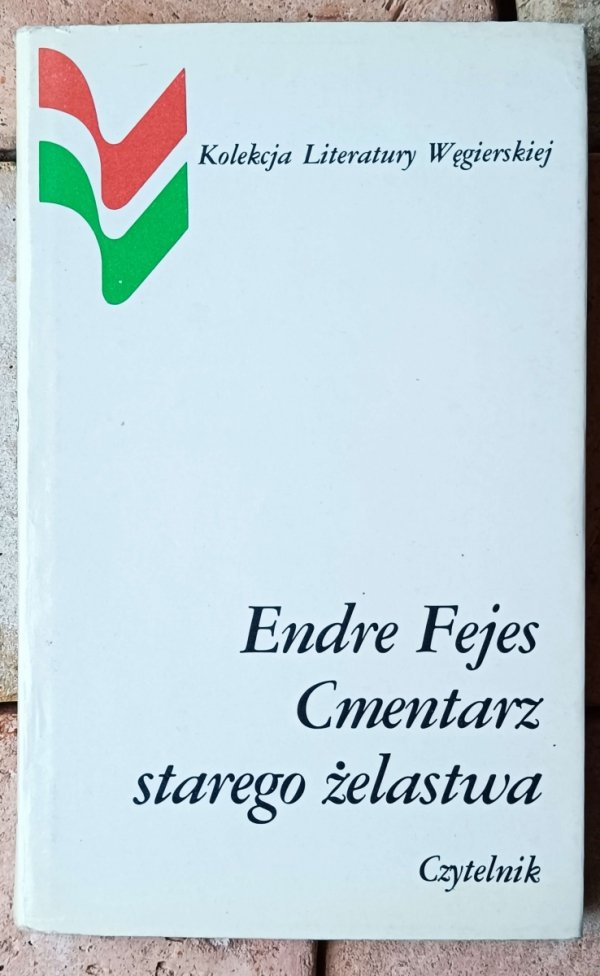 Kolekcja Literatury Węgierskiej
Endre Fejes
Cmentarz
starego żelastwa
Czytelnik